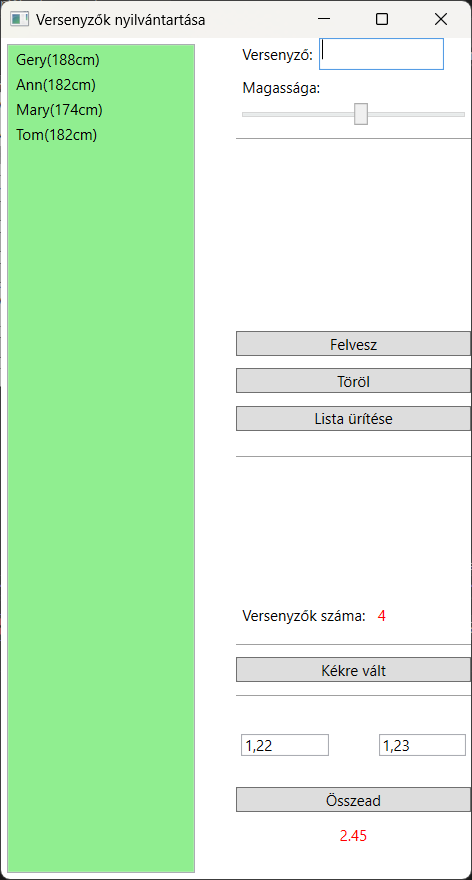 Versenyzők nyilvántartása
Gery(188cm)
Ann(182cm)
Mary(174cm)
Tom(182cm)
Versenyző:
Magassága:
Felvesz
Töröl
Lista ürítése
Versenyzők száma: 4
Kékre vált
1,22 1,23
Összead
2.45